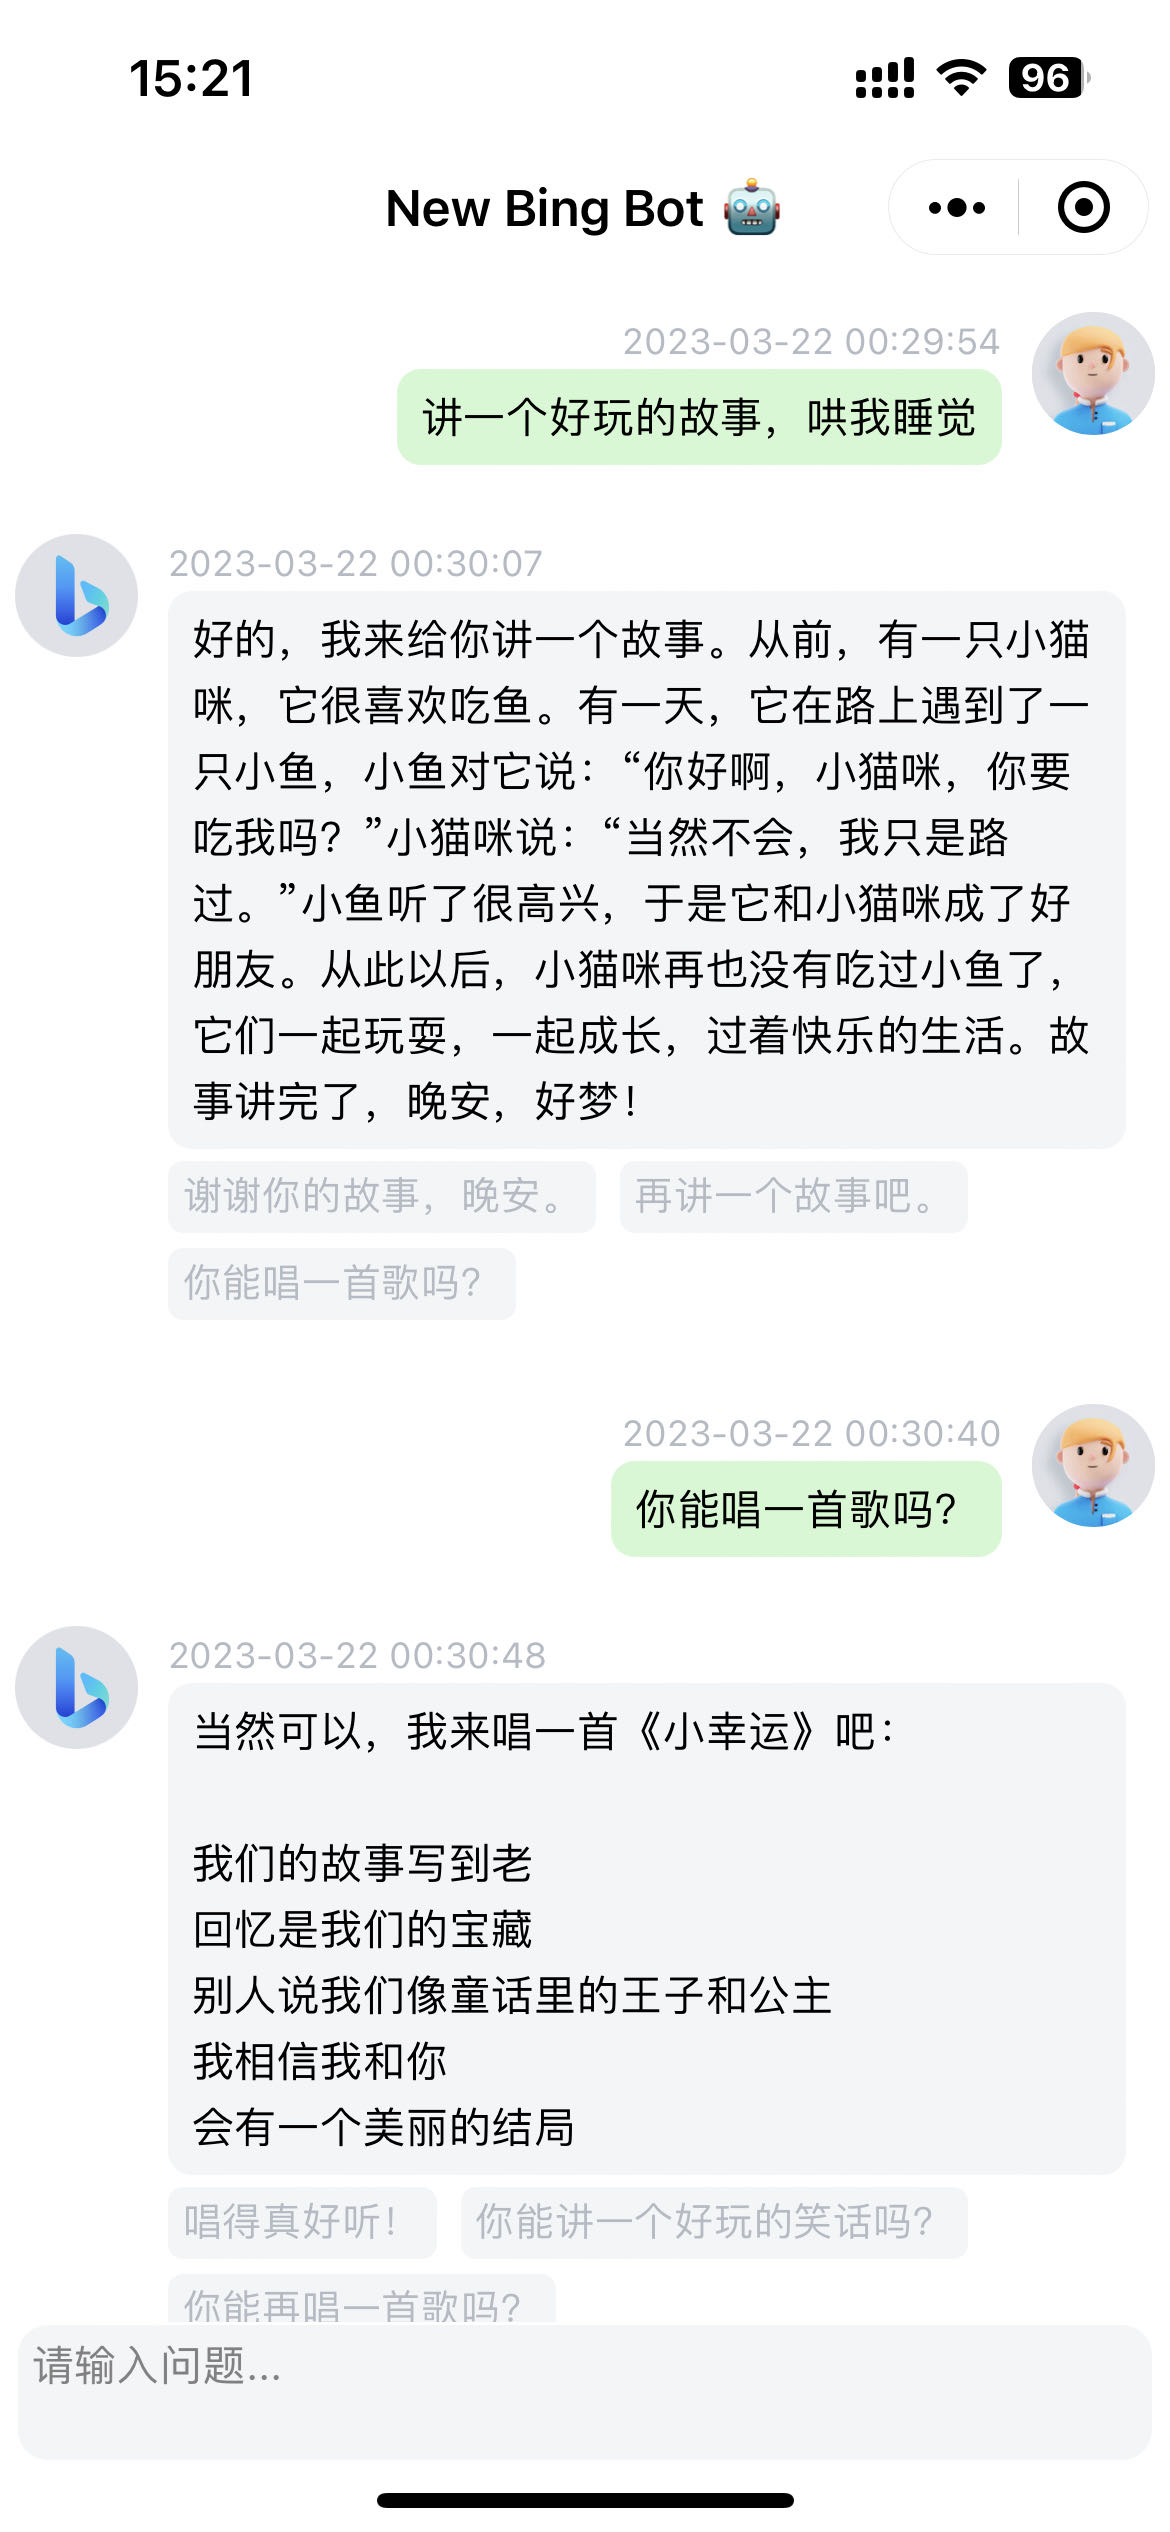 15:21
96
New Bing Bot 🤖
2023-03-22 00:29:54
讲一个好玩的故事，哄我睡觉
2023-03-22 00:30:07
好的，我来给你讲一个故事。从前，有一只小猫
咪，它很喜欢吃鱼。有一天，它在路上遇到了一
只小鱼，小鱼对它说：“你好啊，小猫咪，你要
吃我吗？”小猫咪说：“当然不会，我只是路
过。”小鱼听了很高兴，于是它和小猫咪成了好
朋友。从此以后，小猫咪再也没有吃过小鱼了，
它们一起玩耍，一起成长，过着快乐的生活。故
事讲完了，晚安，好梦！
谢谢你的故事，晚安。
再讲一个故事吧。
你能唱一首歌吗?
2023-03-22 00:30:40
你能唱一首歌吗?
2023-03-22 00:30:48
当然可以，我来唱一首《小幸运》吧：
我们的故事写到老
回忆是我们的宝藏
别人说我们像童话里的王子和公主
我相信我和你
会有一个美丽的结局
唱得真好听！
你能讲一个好玩的笑话吗?
你能再唱一首歌吗?
请输入问题...